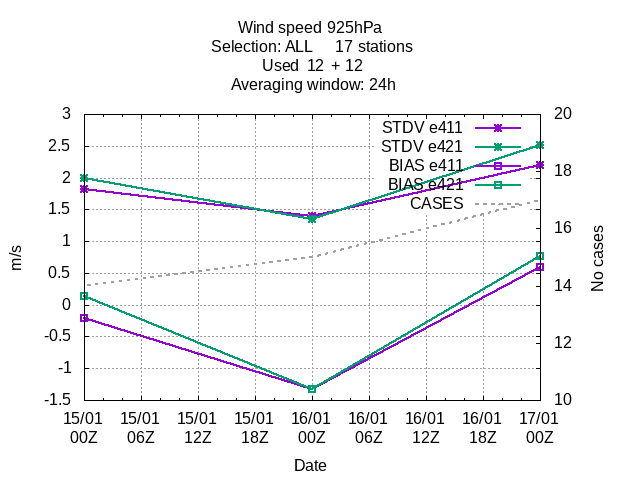 Wind speed 925hPa
Selection: ALL 17 stations
Used 12 + 12
Averaging window: 24h
3
2.5
2
1.5
1
0.5
0
-0.5
-1
-1.5
m/s
20
18
16
14
12
10
No cases
STDV e411
STDV e421
BIAS e411
BIAS e421
CASES
15/01 15/01 15/01 15/01 16/01 16/01 16/01 16/01 17/01
00Z 06Z 12Z 18Z 00Z 06Z 12Z 18Z 00Z
Date